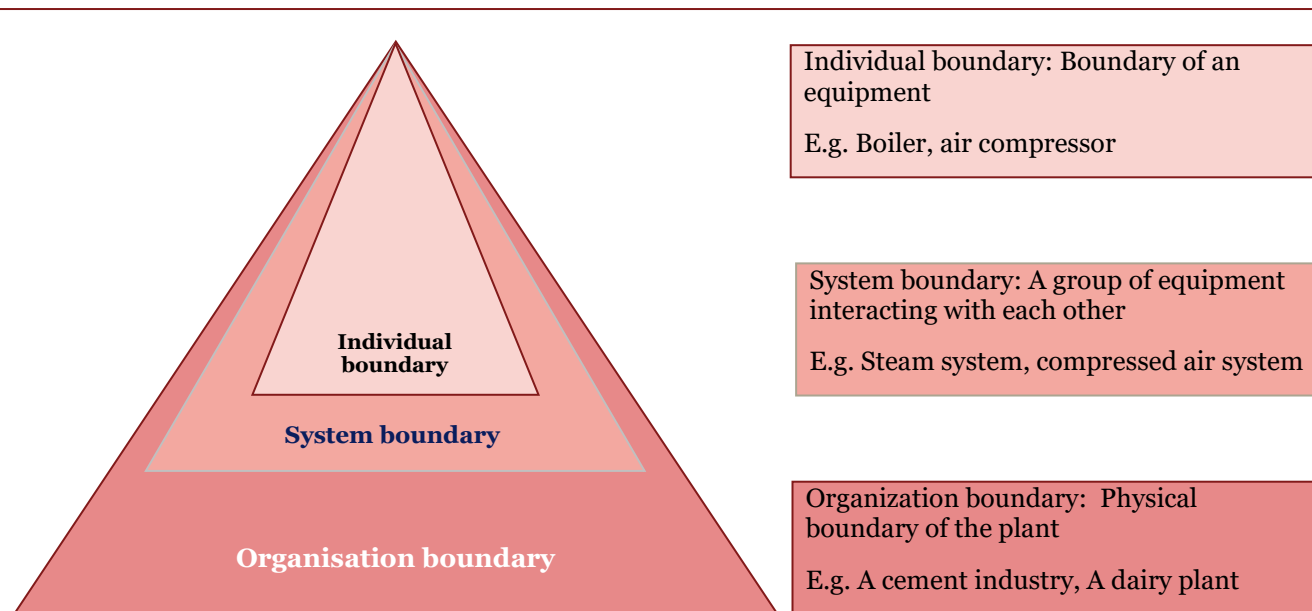 Individual boundary: Boundary of an
equipment
E.g. Boiler, air compressor
Individual
boundary
System boundary: A group of equipment
interacting with each other
E.g. Steam system, compressed air system
System boundary
Organization boundary:  Physical
boundary of the plant
E.g. A cement industry, A dairy plant
Organisation boundary